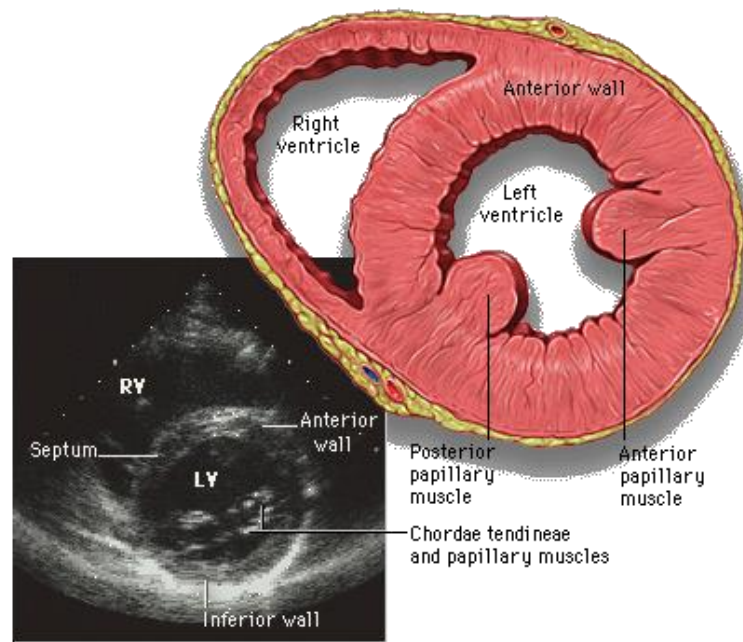 Anterior wall
Right
ventricle
Left
ventricle
RV
Anterior
wall
Septum
LV
Posterior
papillary
muscle
Anterior
papillary
muscle
Chordae tendineae
and papillary muscles
Inferior wall